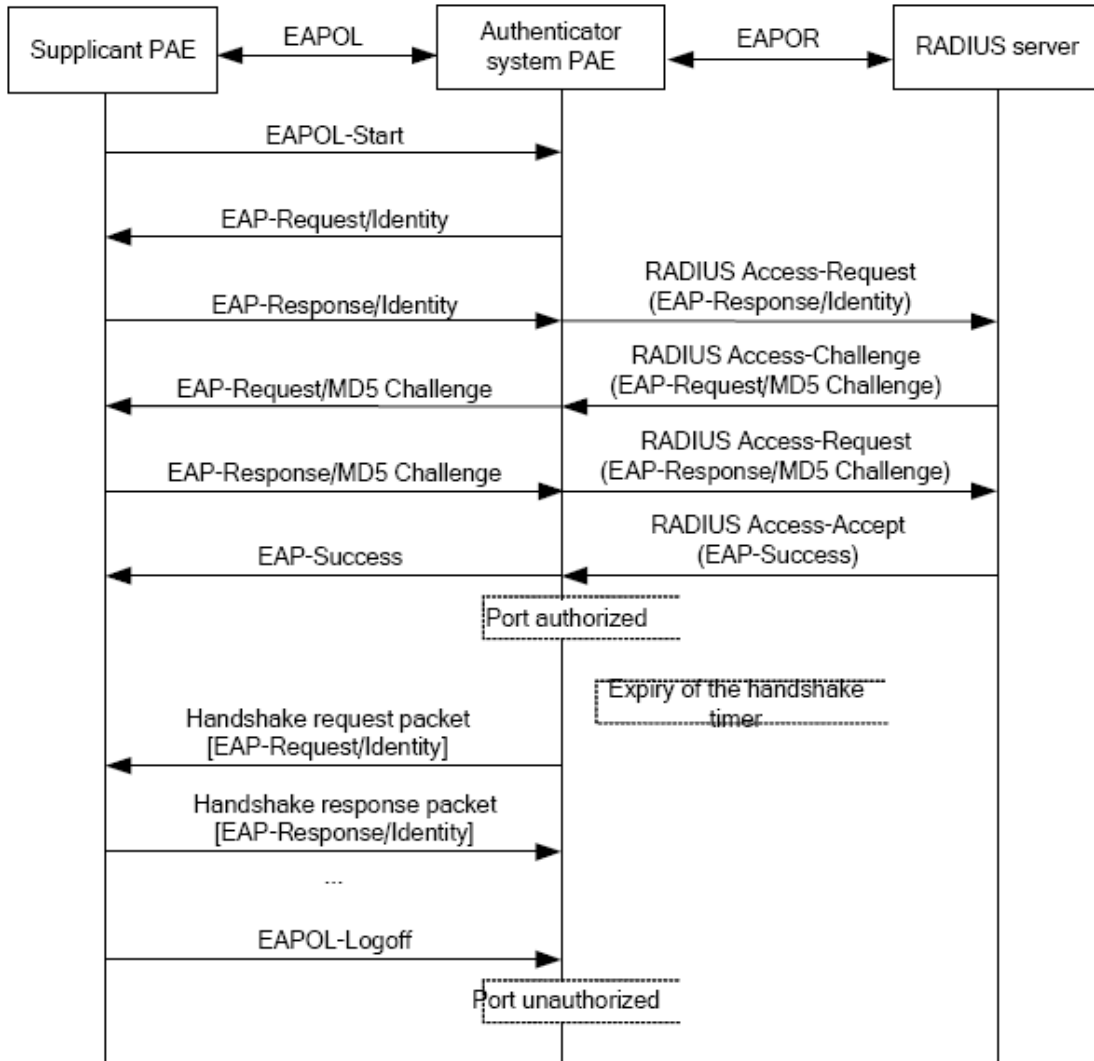 Supplicant PAE
EAPOL
Authenticator
system PAE
EAPOR
RADIUS server
EAPOL-Start
EAP-Request/Identity
EAP-Response/Identity
RADIUS Access-Request
(EAP-Response/Identity)
EAP-Request/MD5 Challenge
RADIUS Access-Challenge
(EAP-Request/MD5 Challenge)
EAP-Response/MD5 Challenge
RADIUS Access-Request
(EAP-Response/MD5 Challenge)
EAP-Success
RADIUS Access-Accept
(EAP-Success)
Port authorized
Expiry of the handshake
timer
Handshake request packet
[EAP-Request/Identity]
Handshake response packet
[EAP-Response/Identity]
...
EAPOL-Logoff
Port unauthorized